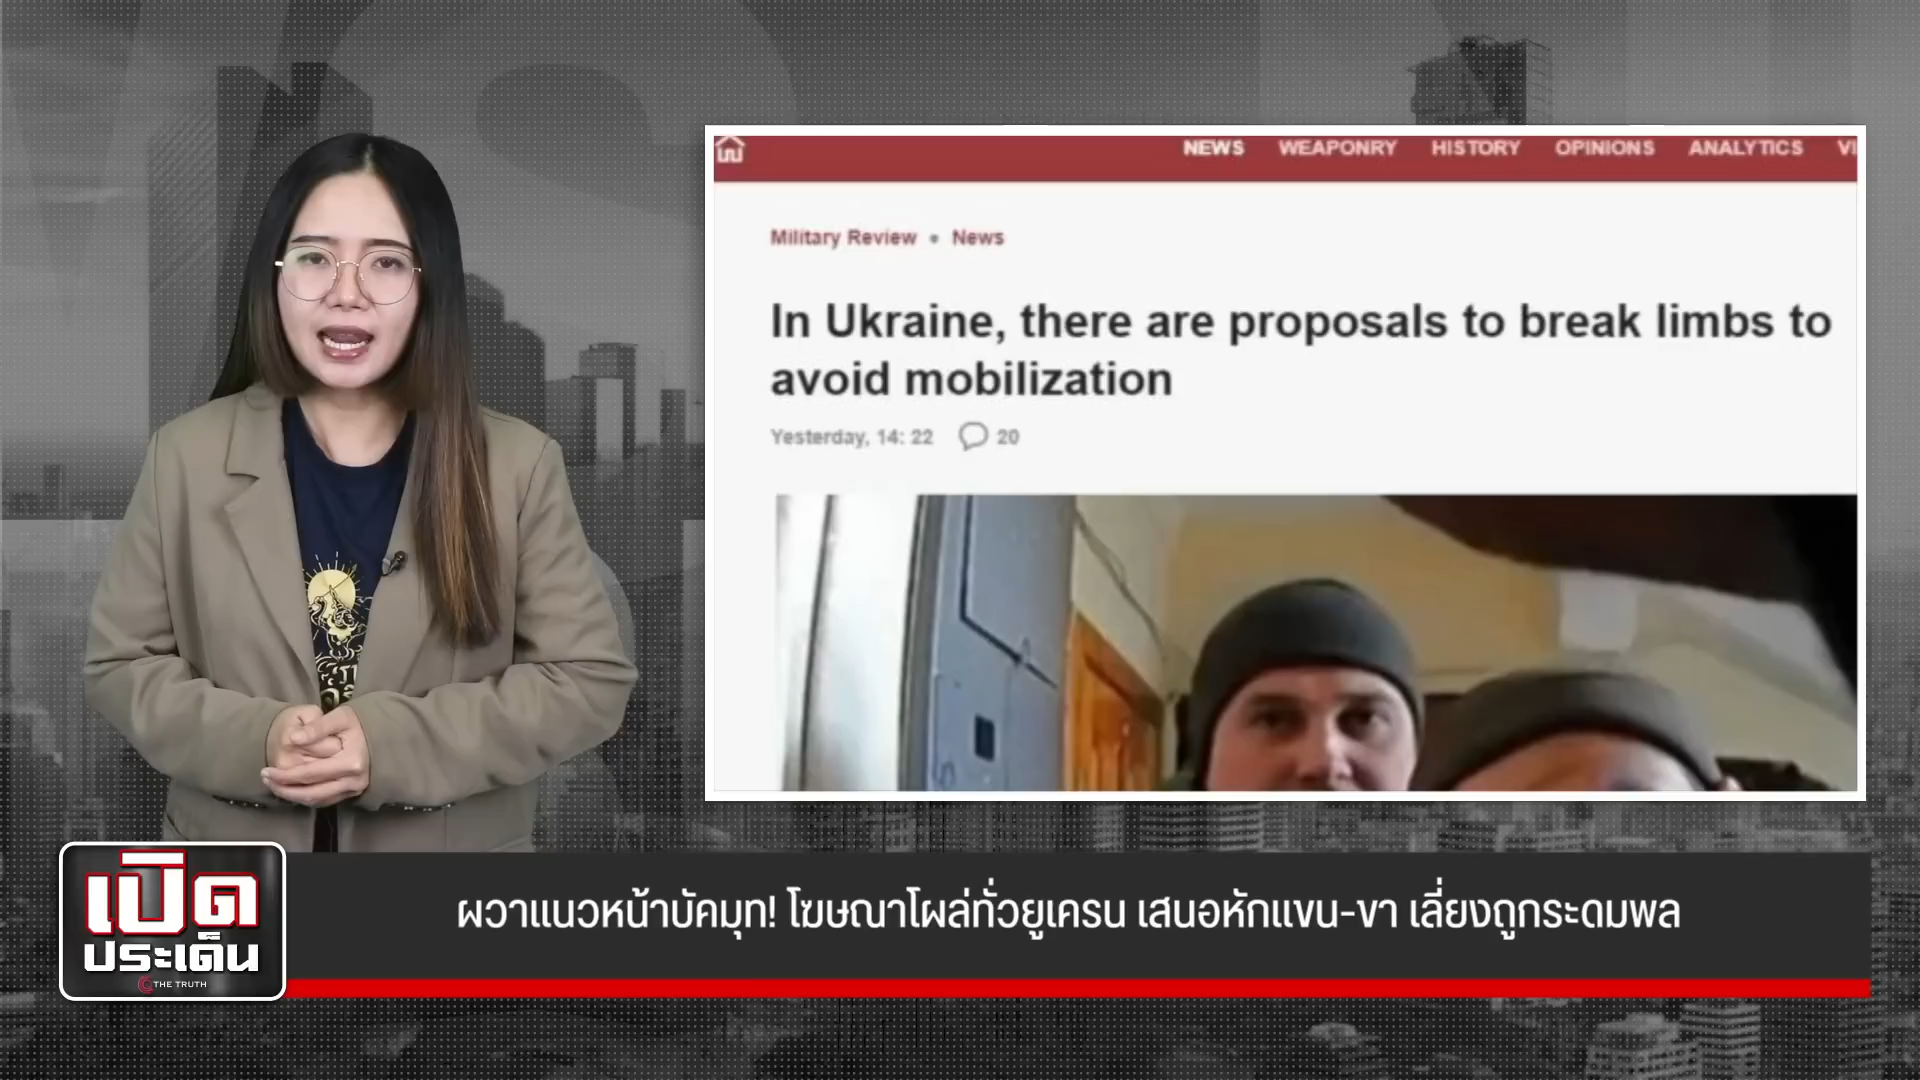 NEWS WEAPONRY HISTORY OPINIONS ANALYTICS VI
Military Review • News
In Ukraine, there are proposals to break limbs to
avoid mobilization
Yesterday, 14: 22 20
เปิด
ประเด็น
THE TRUTH
ผวาแนวหน้าบัคมุท! โฆษณาโผล่ทั่วยูเครน เสนอหักแขน-ขา เลี่ยงถูกระดมพล